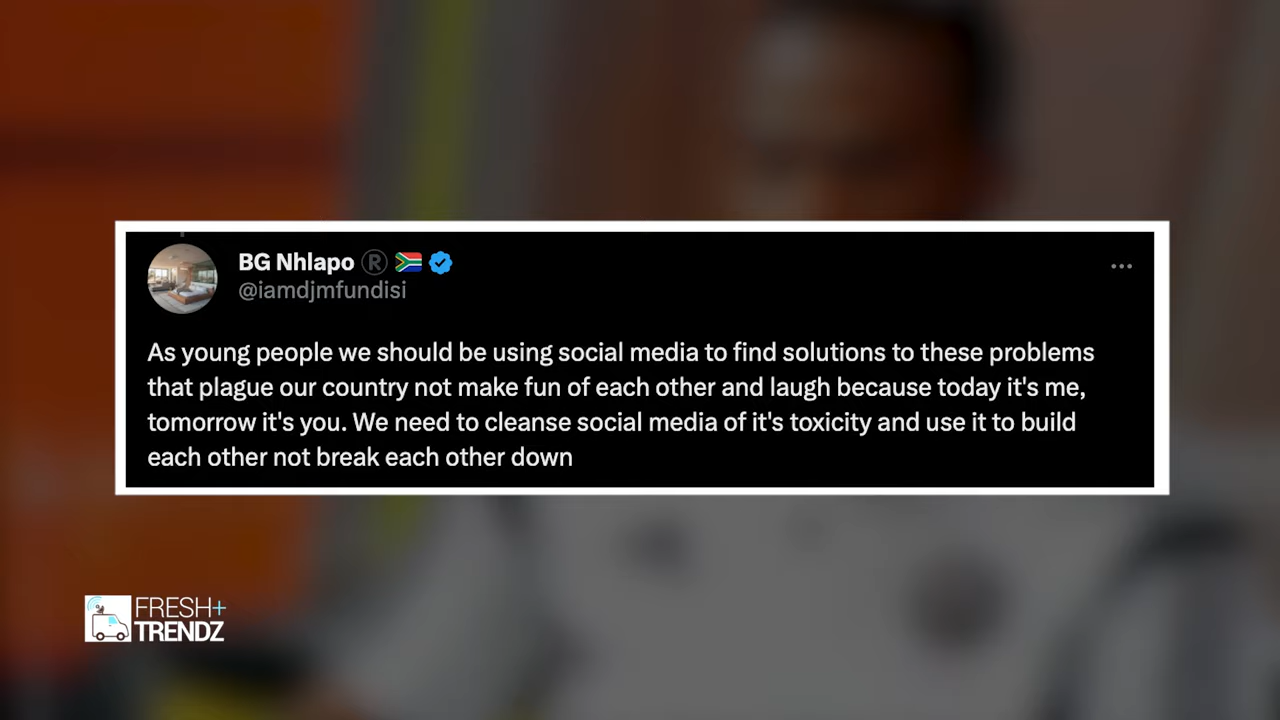 BG Nhlapo ®
@iamdjmfundisi
As young people we should be using social media to find solutions to these problems
that plague our country not make fun of each other and laugh because today it's me,
tomorrow it's you. We need to cleanse social media of it's toxicity and use it to build
each other not break each other down
FRESH+
TRENDZ